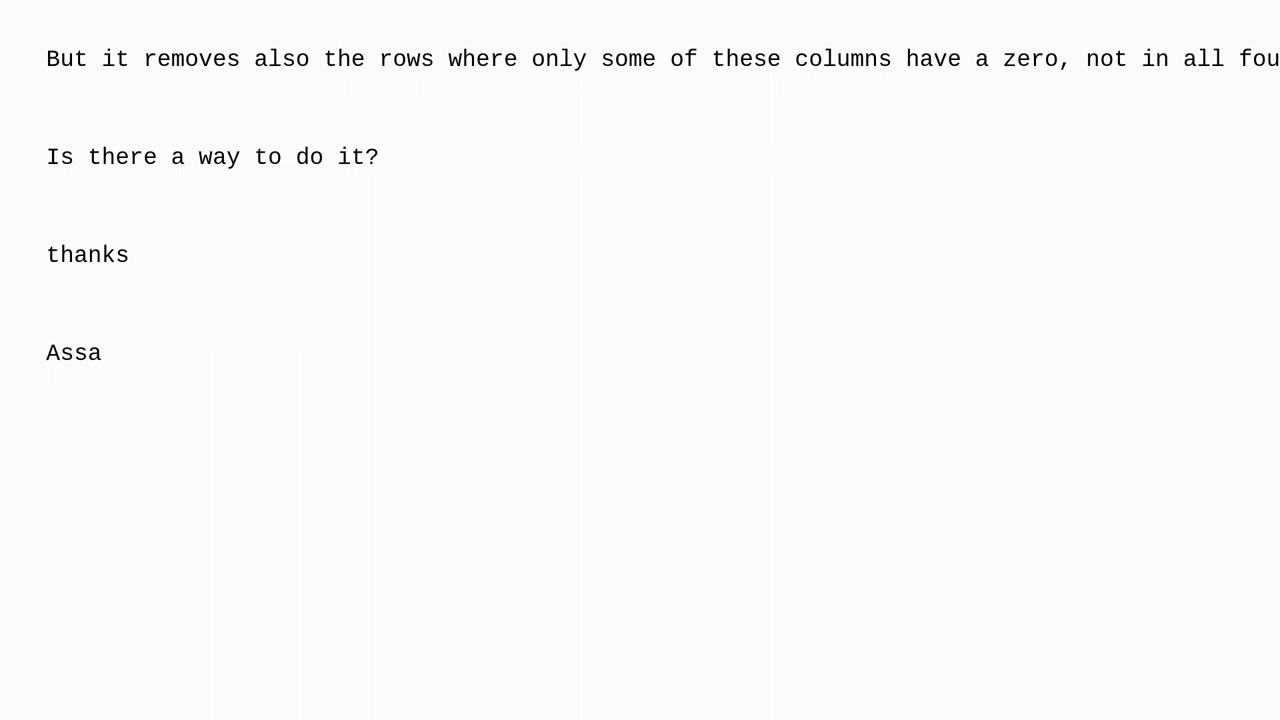 But it removes also the rows where only some of these columns have a zero, not in all fou
Is there a way to do it?
thanks
Assa